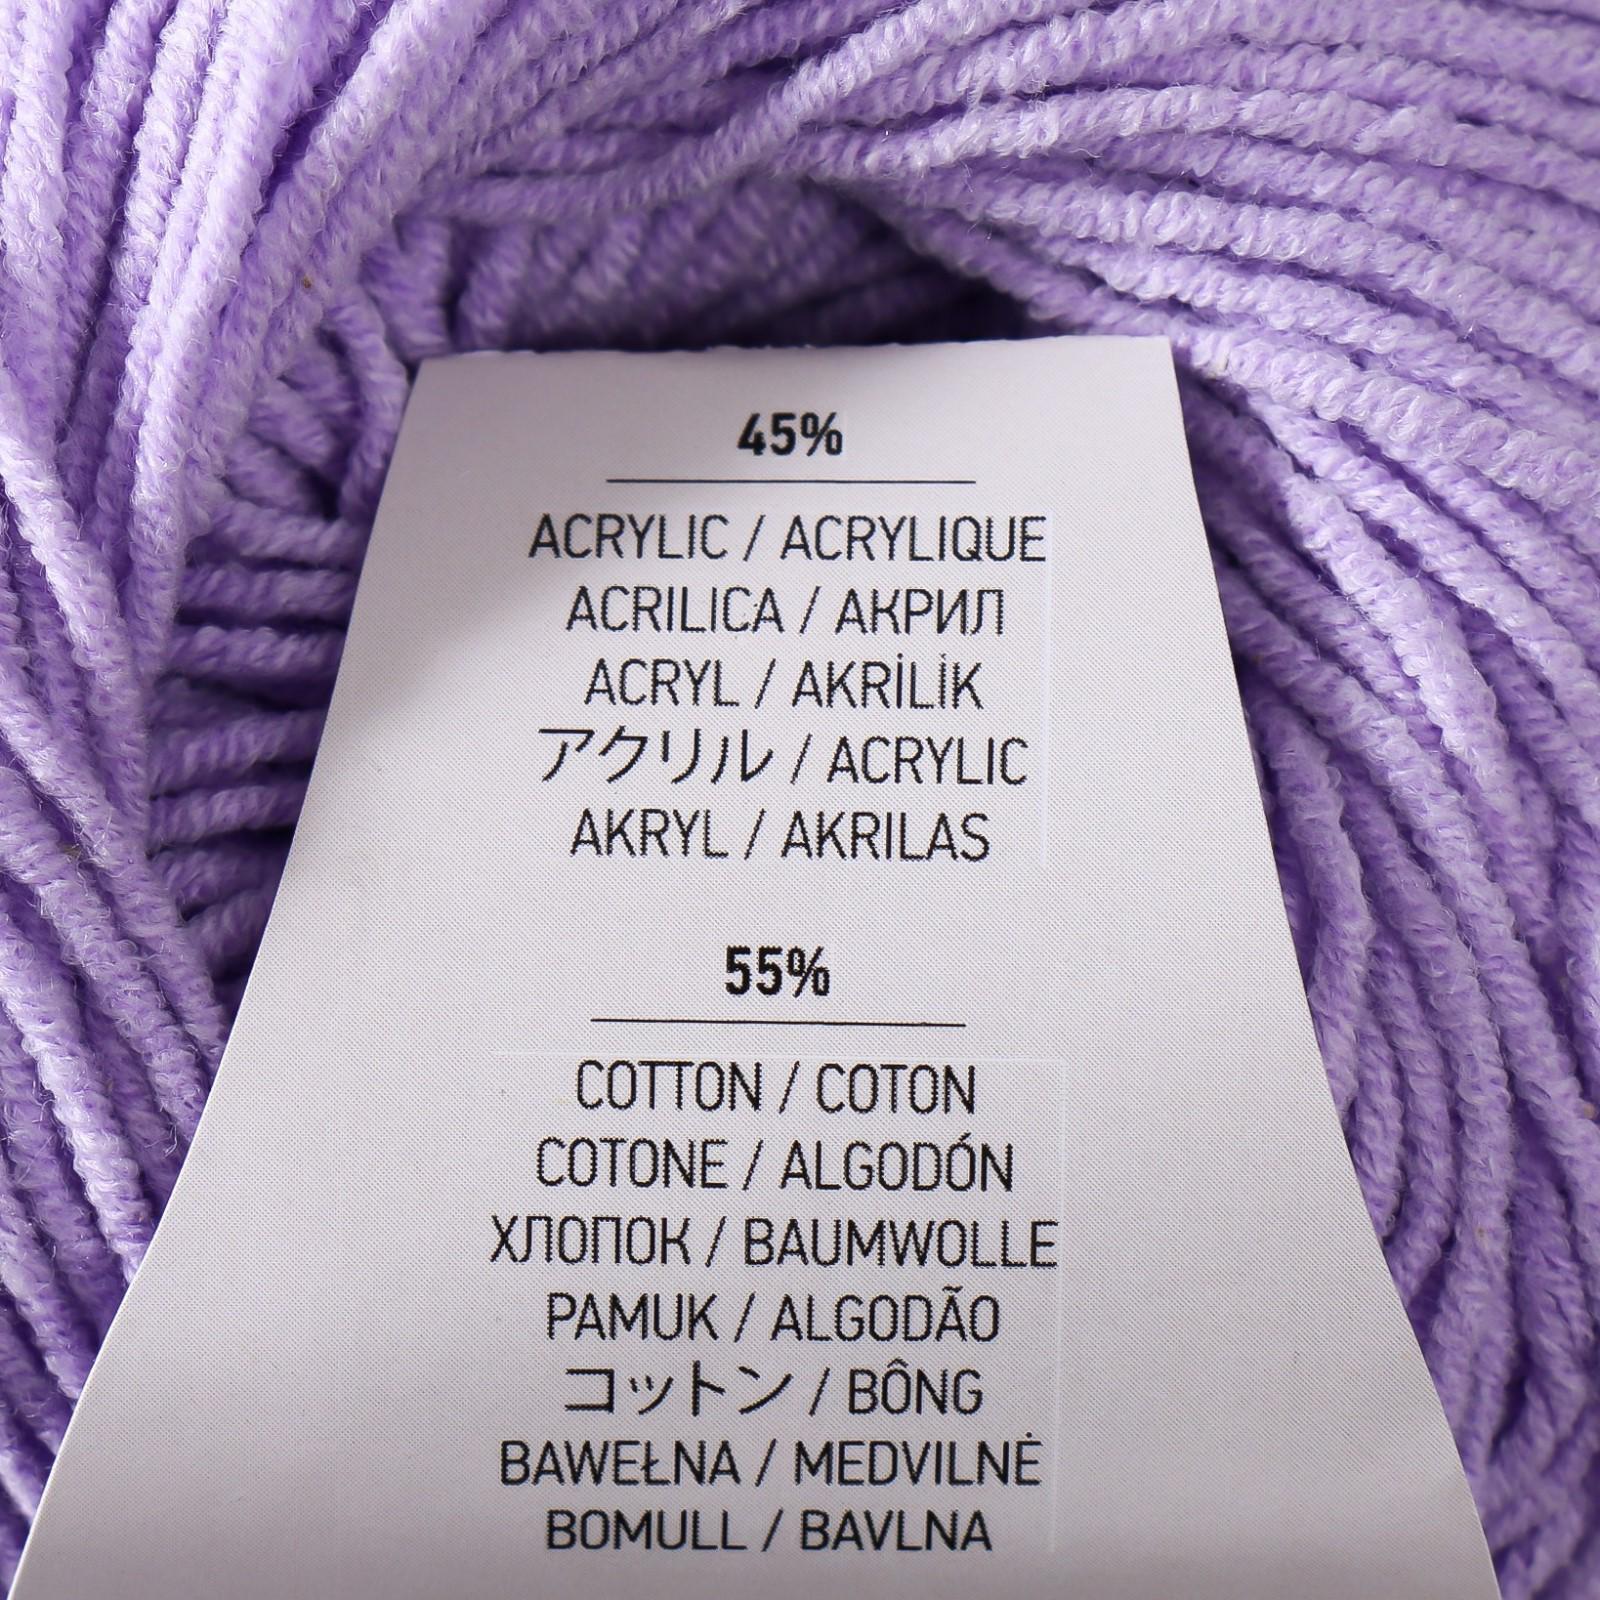 45%
ACRYLIC / ACRYLIQUE
ACRILICA / АКРИЛ
ACRYL / AKRİLİK
アクリル / ACRYLIC
AKRYL / AKRILAS
55%
COTTON / COTON
COTONE / ALGODÓN
ХЛОПОК / BAUMWOLLE
PAMUK / ALGODÃO
コットン / BÔNG
BAWEŁNA / MEDVILNĖ
BOMULL / BAVLNA